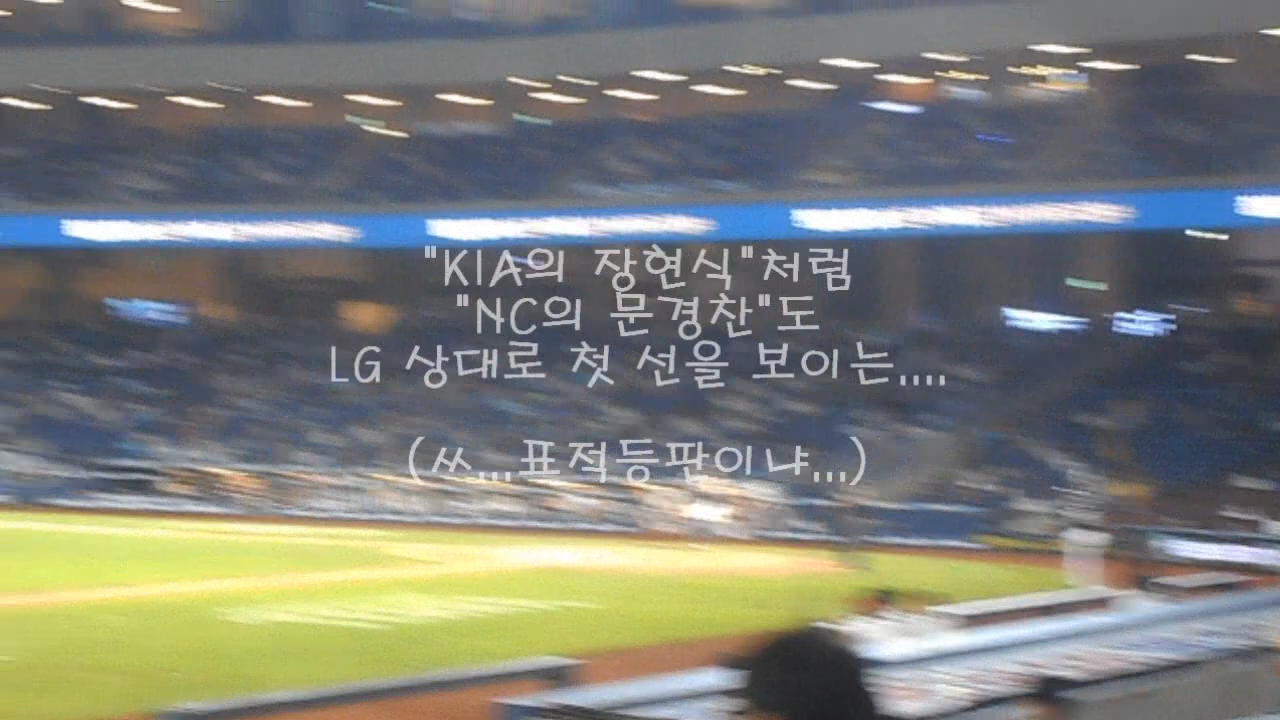 "KIA의 장현식"처럼
"NC의 문경찬"도
LG 상대로 첫 선을 보이는....
(쓰...표적등판이냐...)